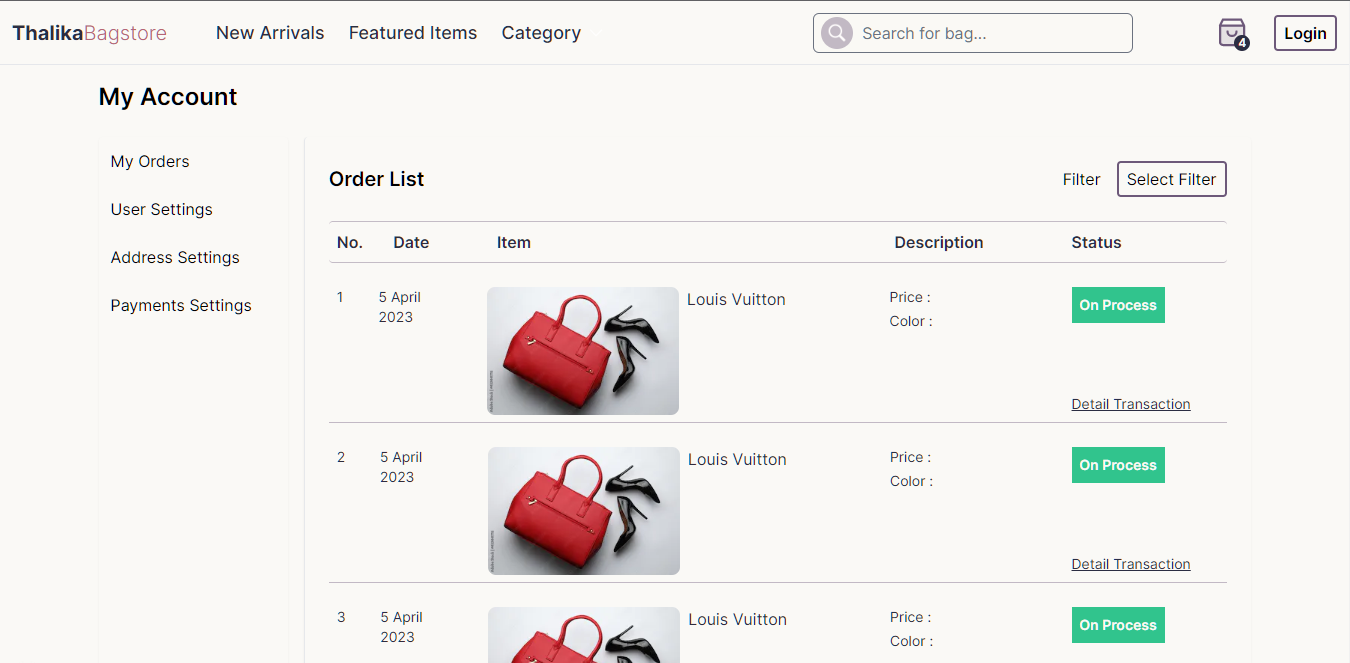 ThalikaBagstore New Arrivals Featured Items Category Search for bag... 4 Login
My Account
My Orders
User Settings
Address Settings
Payments Settings
Order List Filter Select Filter
No. Date Item Description Status
1 5 April 2023 Louis Vuitton Price : Color : On Process
Detail Transaction
2 5 April 2023 Louis Vuitton Price : Color : On Process
Detail Transaction
3 5 April 2023 Louis Vuitton Price : Color : On Process